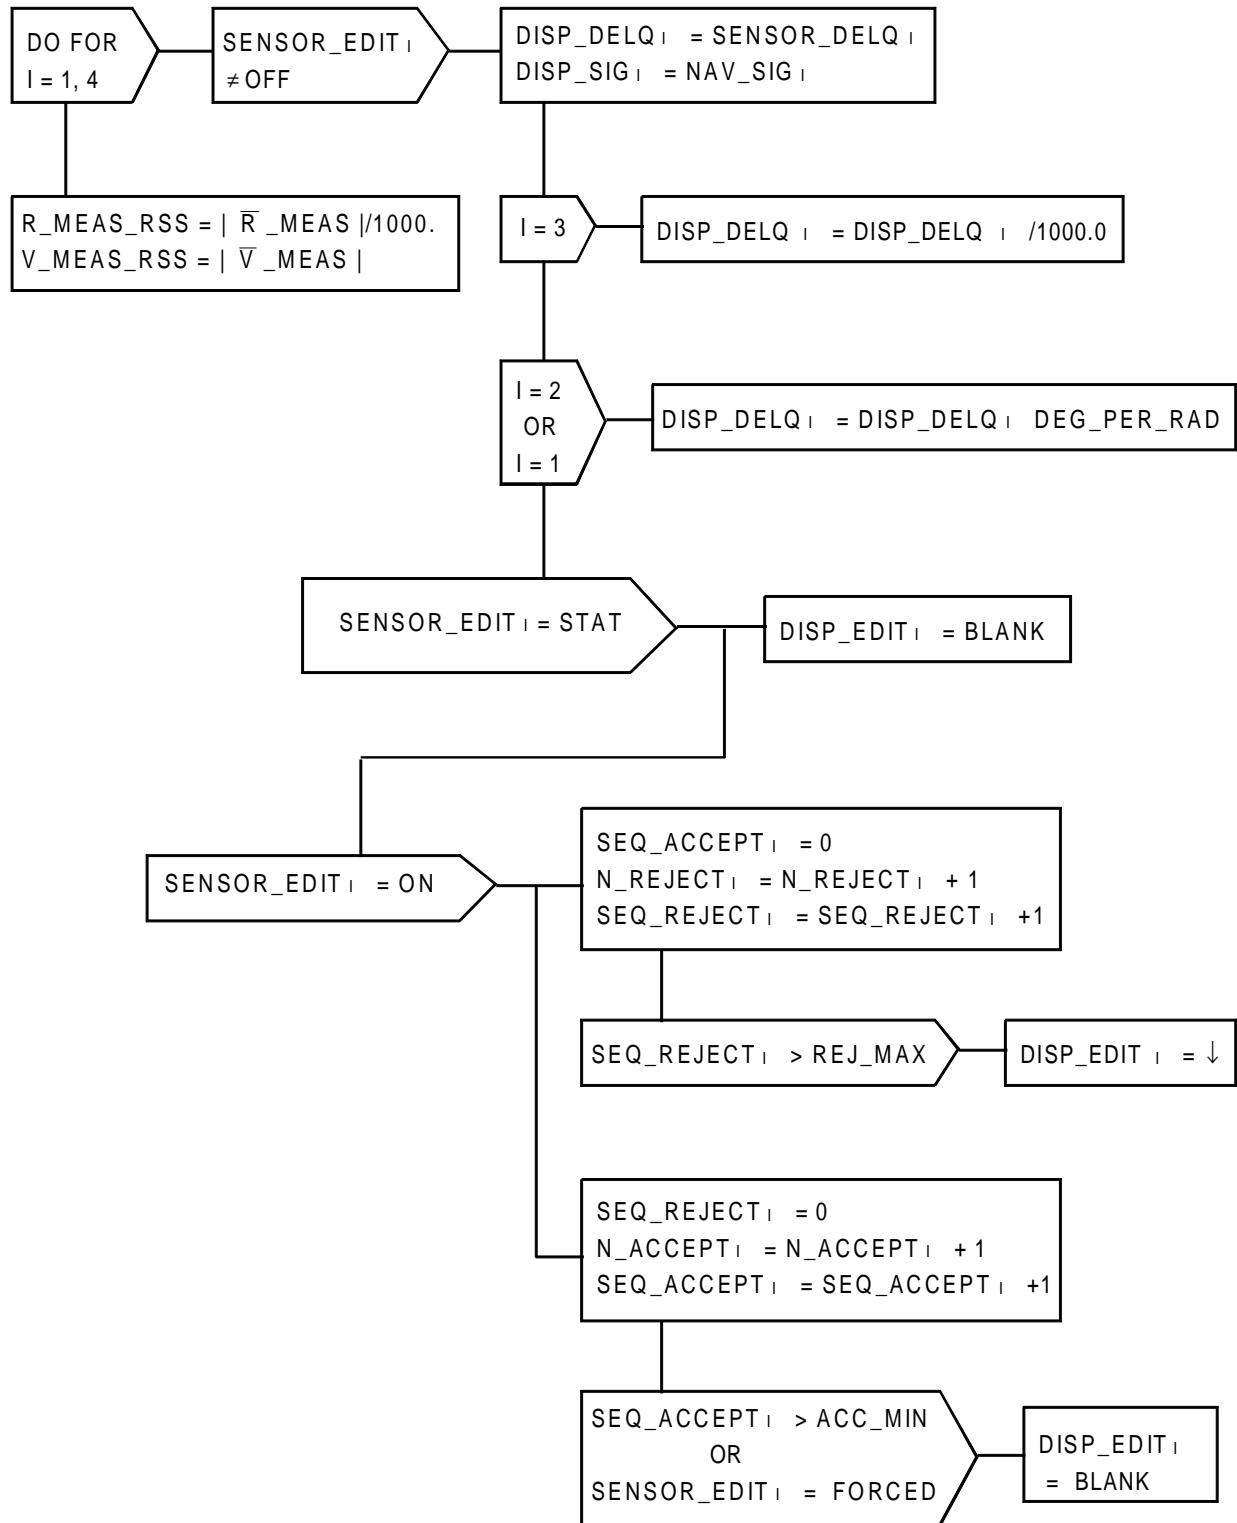 DO FOR
I = 1, 4
SENSOR_EDIT I
≠ OFF
DISP_DELQ I = SENSOR_DELQ I
DISP_SIG I = NAV_SIG I
R_MEAS_RSS = | R̅ _MEAS |/1000.
V_MEAS_RSS = | V̅ _MEAS |
I = 3
DISP_DELQ I = DISP_DELQ I /1000.0
I = 2
OR
I = 1
DISP_DELQ I = DISP_DELQ I DEG_PER_RAD
SENSOR_EDIT I = STAT
DISP_EDIT I = BLANK
SENSOR_EDIT I = ON
SEQ_ACCEPT I = 0
N_REJECT I = N_REJECT I + 1
SEQ_REJECT I = SEQ_REJECT I +1
SEQ_REJECT I > REJ_MAX
DISP_EDIT I = ↓
SEQ_REJECT I = 0
N_ACCEPT I = N_ACCEPT I + 1
SEQ_ACCEPT I = SEQ_ACCEPT I +1
SEQ_ACCEPT I > ACC_MIN
OR
SENSOR_EDIT I = FORCED
DISP_EDIT I
= BLANK